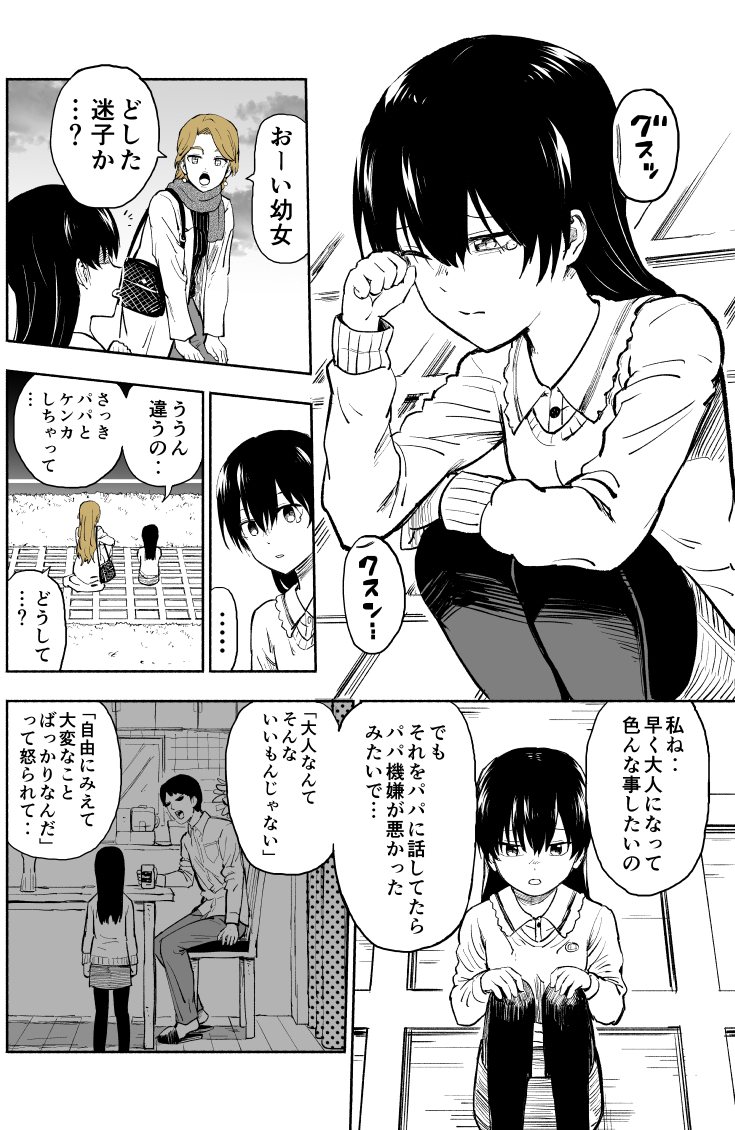 グスッ
クスン…
おーい幼女
どした
迷子か
…？
……
ううん
違うの‥
さっき
パパと
ケンカ
しちゃって
…
どうして
…？
私ね‥
早く大人になって
色んな事したいの
でも
それをパパに話してたら
パパ機嫌が悪かった
みたいで…
「大人なんて
そんな
いいもんじゃない」
「自由にみえて
大変なこと
ばっかりなんだ」
って怒られて‥